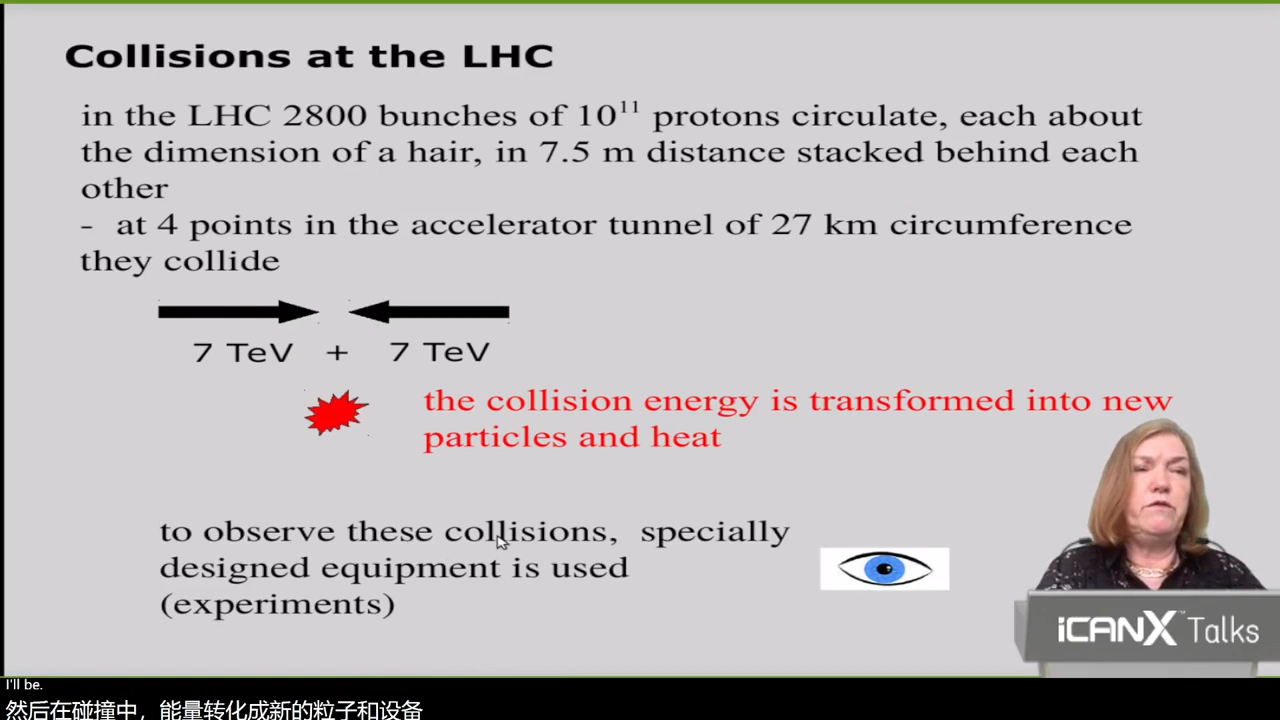 Collisions at the LHC
in the LHC 2800 bunches of 10¹¹ protons circulate, each about
the dimension of a hair, in 7.5 m distance stacked behind each
other
- at 4 points in the accelerator tunnel of 27 km circumference
they collide
7 TeV + 7 TeV
the collision energy is transformed into new
particles and heat
to observe these collisions, specially
designed equipment is used
(experiments)
iCANX™ Talks
I'll be.
然后在碰撞中，能量转化成新的粒子和设备